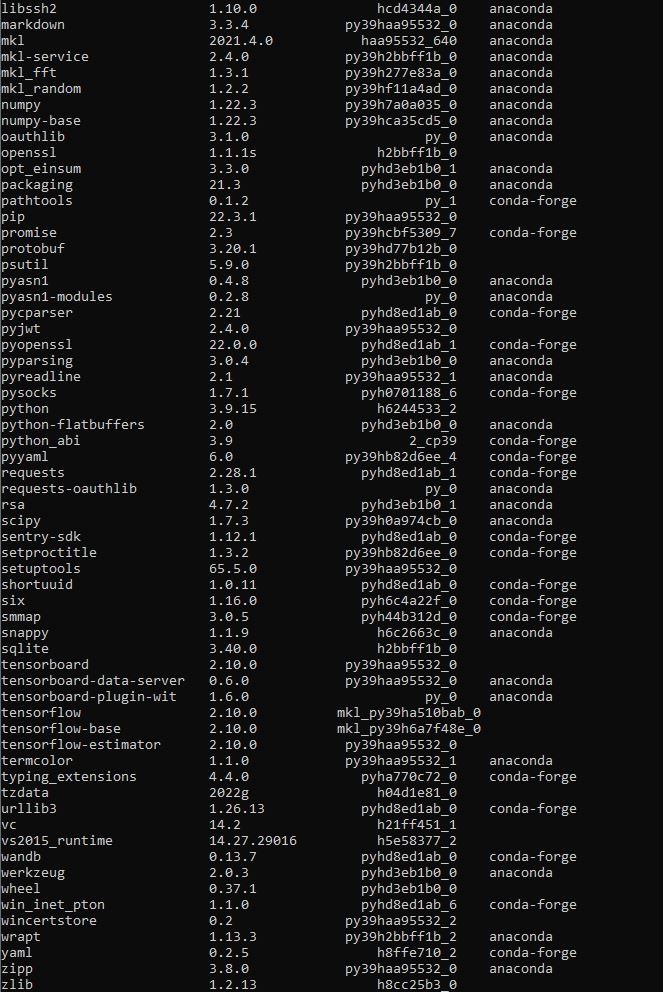 libssh2 1.10.0 hcd4344a_0 anaconda
markdown 3.3.4 py39haa95532_0 anaconda
mkl 2021.4.0 haa95532_640 anaconda
mkl-service 2.4.0 py39h2bbff1b_0 anaconda
mkl_fft 1.3.1 py39h277e83a_0 anaconda
mkl_random 1.2.2 py39hf11a4ad_0 anaconda
numpy 1.22.3 py39h7a0a035_0 anaconda
numpy-base 1.22.3 py39hca35cd5_0 anaconda
oauthlib 3.1.0 py_0 anaconda
openssl 1.1.1s h2bbff1b_0
opt_einsum 3.3.0 pyhd3eb1b0_1 anaconda
packaging 21.3 pyhd3eb1b0_0 anaconda
pathtools 0.1.2 py_1 conda-forge
pip 22.3.1 py39haa95532_0
promise 2.3 py39hcbf5309_7 conda-forge
protobuf 3.20.1 py39hd77b12b_0
psutil 5.9.0 py39h2bbff1b_0
pyasn1 0.4.8 pyhd3eb1b0_0 anaconda
pyasn1-modules 0.2.8 py_0 anaconda
pycparser 2.21 pyhd8ed1ab_0 conda-forge
pyjwt 2.4.0 py39haa95532_0
pyopenssl 22.0.0 pyhd8ed1ab_1 conda-forge
pyparsing 3.0.4 pyhd3eb1b0_0 anaconda
pyreadline 2.1 py39haa95532_1 anaconda
pysocks 1.7.1 pyh0701188_6 conda-forge
python 3.9.15 h6244533_2
python-flatbuffers 2.0 pyhd3eb1b0_0 anaconda
python_abi 3.9 2_cp39 conda-forge
pyyaml 6.0 py39hb82d6ee_4 conda-forge
requests 2.28.1 pyhd8ed1ab_1 conda-forge
requests-oauthlib 1.3.0 py_0 anaconda
rsa 4.7.2 pyhd3eb1b0_1 anaconda
scipy 1.7.3 py39h0a974cb_0 anaconda
sentry-sdk 1.12.1 pyhd8ed1ab_0 conda-forge
setproctitle 1.3.2 py39hb82d6ee_0 conda-forge
setuptools 65.5.0 py39haa95532_0
shortuuid 1.0.11 pyhd8ed1ab_0 conda-forge
six 1.16.0 pyh6c4a22f_0 conda-forge
smmap 3.0.5 pyh44b312d_0 conda-forge
snappy 1.1.9 h6c2663c_0 anaconda
sqlite 3.40.0 h2bbff1b_0
tensorboard 2.10.0 py39haa95532_0
tensorboard-data-server 0.6.0 py39haa95532_0 anaconda
tensorboard-plugin-wit 1.6.0 py_0 anaconda
tensorflow 2.10.0 mkl_py39ha510bab_0
tensorflow-base 2.10.0 mkl_py39h6a7f48e_0
tensorflow-estimator 2.10.0 py39haa95532_0
termcolor 1.1.0 py39haa95532_1 anaconda
typing_extensions 4.4.0 pyha770c72_0 conda-forge
tzdata 2022g h04d1e81_0
urllib3 1.26.13 pyhd8ed1ab_0 conda-forge
vc 14.2 h21ff451_1
vs2015_runtime 14.27.29016 h5e58377_2
wandb 0.13.7 pyhd8ed1ab_0 conda-forge
werkzeug 2.0.3 pyhd3eb1b0_0 anaconda
wheel 0.37.1 pyhd3eb1b0_0
win_inet_pton 1.1.0 pyhd8ed1ab_6 conda-forge
wincertstore 0.2 py39haa95532_2
wrapt 1.13.3 py39h2bbff1b_2 anaconda
yaml 0.2.5 h8ffe710_2 conda-forge
zipp 3.8.0 py39haa95532_0 anaconda
zlib 1.2.13 h8cc25b3_0